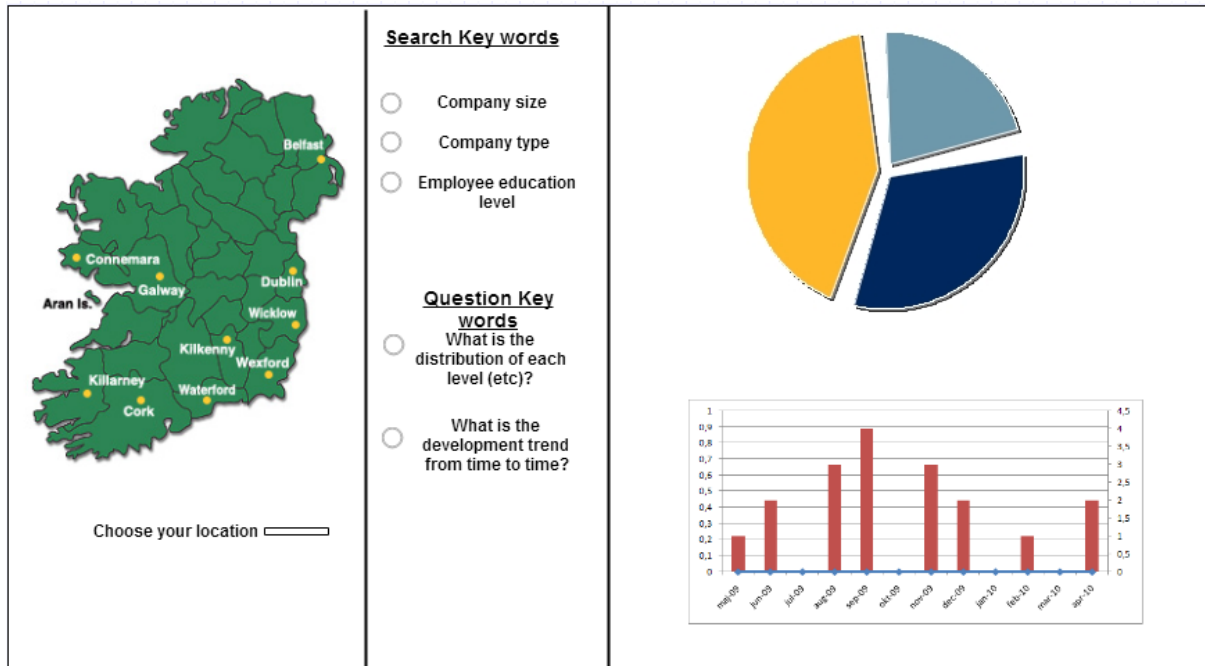 Belfast
Connemara
Galway
Dublin
Aran Is.
Wicklow
Kilkenny
Wexford
Killarney
Waterford
Cork
Choose your location
Search Key words
Company size
Company type
Employee education
level
Question Key
words
What is the
distribution of each
level (etc)?
What is the
development trend
from time to time?
1
0,9
0,8
0,7
0,6
0,5
0,4
0,3
0,2
0,1
0
4,5
4
3,5
3
2,5
2
1,5
1
0,5
0
maj-09
jun-09
jul-09
aug-09
sep-09
okt-09
nov-09
dec-09
jan-10
feb-10
mar-10
apr-10